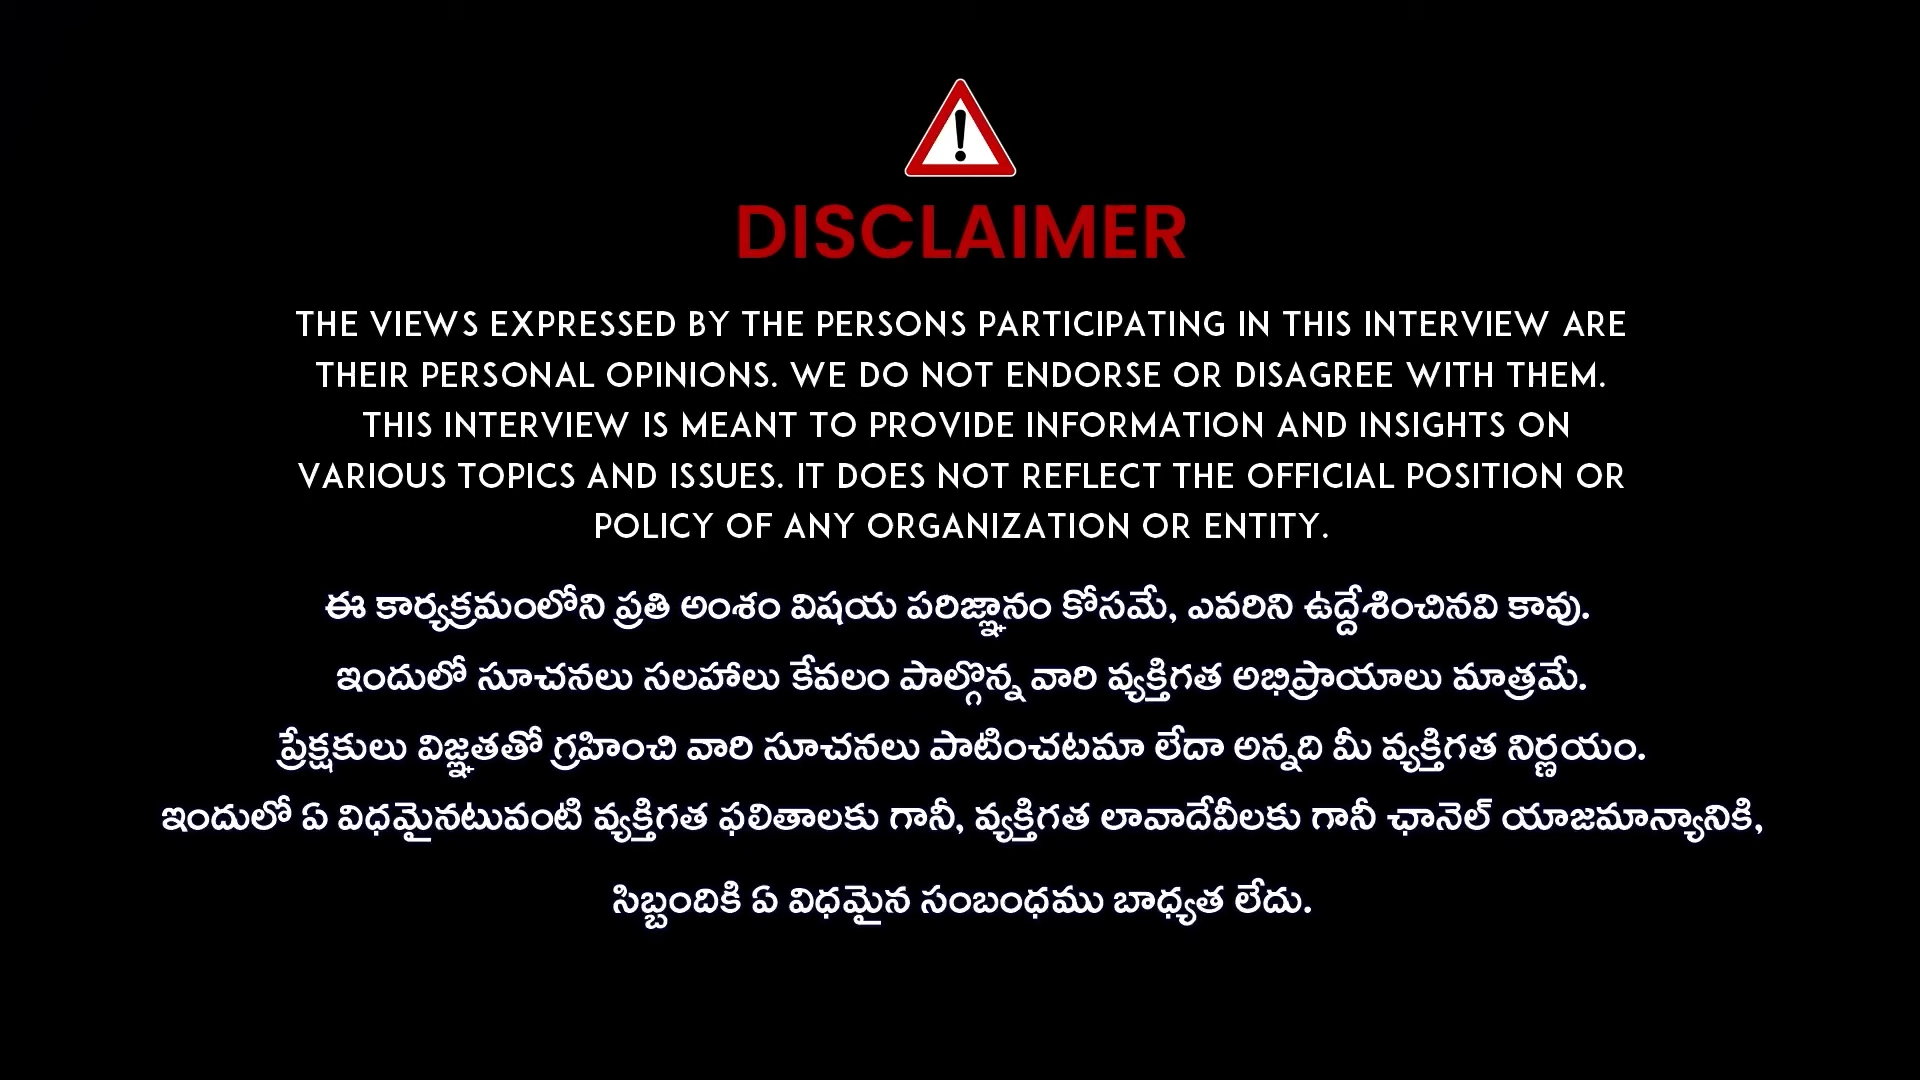 DISCLAIMER
THE VIEWS EXPRESSED BY THE PERSONS PARTICIPATING IN THIS INTERVIEW ARE
THEIR PERSONAL OPINIONS. WE DO NOT ENDORSE OR DISAGREE WITH THEM.
THIS INTERVIEW IS MEANT TO PROVIDE INFORMATION AND INSIGHTS ON
VARIOUS TOPICS AND ISSUES. IT DOES NOT REFLECT THE OFFICIAL POSITION OR
POLICY OF ANY ORGANIZATION OR ENTITY.
ఈ కార్యక్రమంలోని ప్రతి అంశం విషయ పరిజ్ఞానం కోసమే, ఎవరిని ఉద్దేశించినవి కావు.
ఇందులో సూచనలు సలహాలు కేవలం పాల్గొన్న వారి వ్యక్తిగత అభిప్రాయాలు మాత్రమే.
ప్రేక్షకులు విజ్ఞతతో గ్రహించి వారి సూచనలు పాటించటమా లేదా అన్నది మీ వ్యక్తిగత నిర్ణయం.
ఇందులో ఏ విధమైనటువంటి వ్యక్తిగత ఫలితాలకు గానీ, వ్యక్తిగత లావాదేవీలకు గానీ ఛానెల్ యాజమాన్యానికి,
సిబ్బందికి ఏ విధమైన సంబంధము బాధ్యత లేదు.